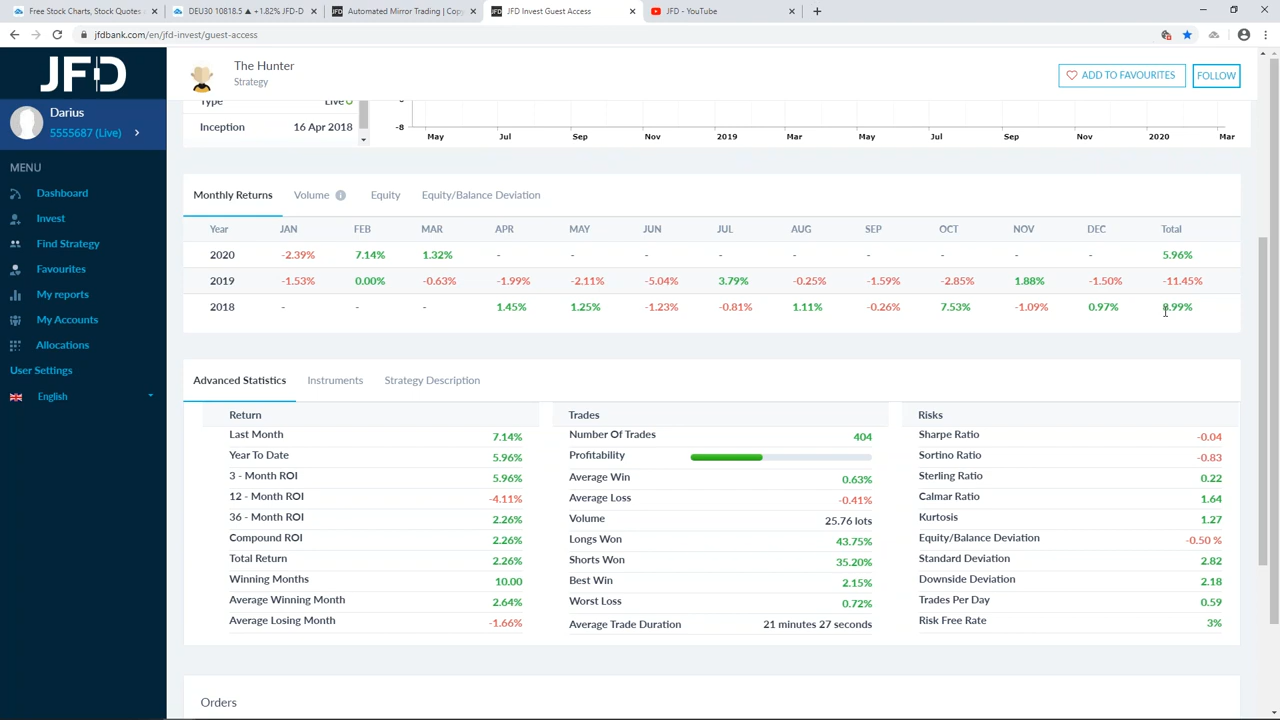 Free Stock Charts, Stock Quotes
DEU30 10818.5 ▲ +1.82% JFD-D
Automated Mirror Trading | Copy
JFD Invest Guest Access
JFD - YouTube
jfdbank.com/en/jfd-invest/guest-access
JFD
The Hunter
Strategy
ADD TO FAVOURITES
FOLLOW
Darius
5555687 (Live)
MENU
Dashboard
Invest
Find Strategy
Favourites
My reports
My Accounts
Allocations
User Settings
English
Type Live
Inception 16 Apr 2018
-8
May Jul Sep Nov 2019 Mar May Jul Sep Nov 2020 Mar
Monthly Returns Volume Equity Equity/Balance Deviation
Year JAN FEB MAR APR MAY JUN JUL AUG SEP OCT NOV DEC Total
2020 -2.39% 7.14% 1.32% - - - - - - - - - 5.96%
2019 -1.53% 0.00% -0.63% -1.99% -2.11% -5.04% 3.79% -0.25% -1.59% -2.85% 1.88% -1.50% -11.45%
2018 - - - 1.45% 1.25% -1.23% -0.81% 1.11% -0.26% 7.53% -1.09% 0.97% 8.99%
Advanced Statistics Instruments Strategy Description
Return
Last Month 7.14%
Year To Date 5.96%
3 - Month ROI 5.96%
12 - Month ROI -4.11%
36 - Month ROI 2.26%
Compound ROI 2.26%
Total Return 2.26%
Winning Months 10.00
Average Winning Month 2.64%
Average Losing Month -1.66%
Trades
Number Of Trades 404
Profitability
Average Win 0.63%
Average Loss -0.41%
Volume 25.76 lots
Longs Won 43.75%
Shorts Won 35.20%
Best Win 2.15%
Worst Loss 0.72%
Average Trade Duration 21 minutes 27 seconds
Risks
Sharpe Ratio -0.04
Sortino Ratio -0.83
Sterling Ratio 0.22
Calmar Ratio 1.64
Kurtosis 1.27
Equity/Balance Deviation -0.50 %
Standard Deviation 2.82
Downside Deviation 2.18
Trades Per Day 0.59
Risk Free Rate 3%
Orders